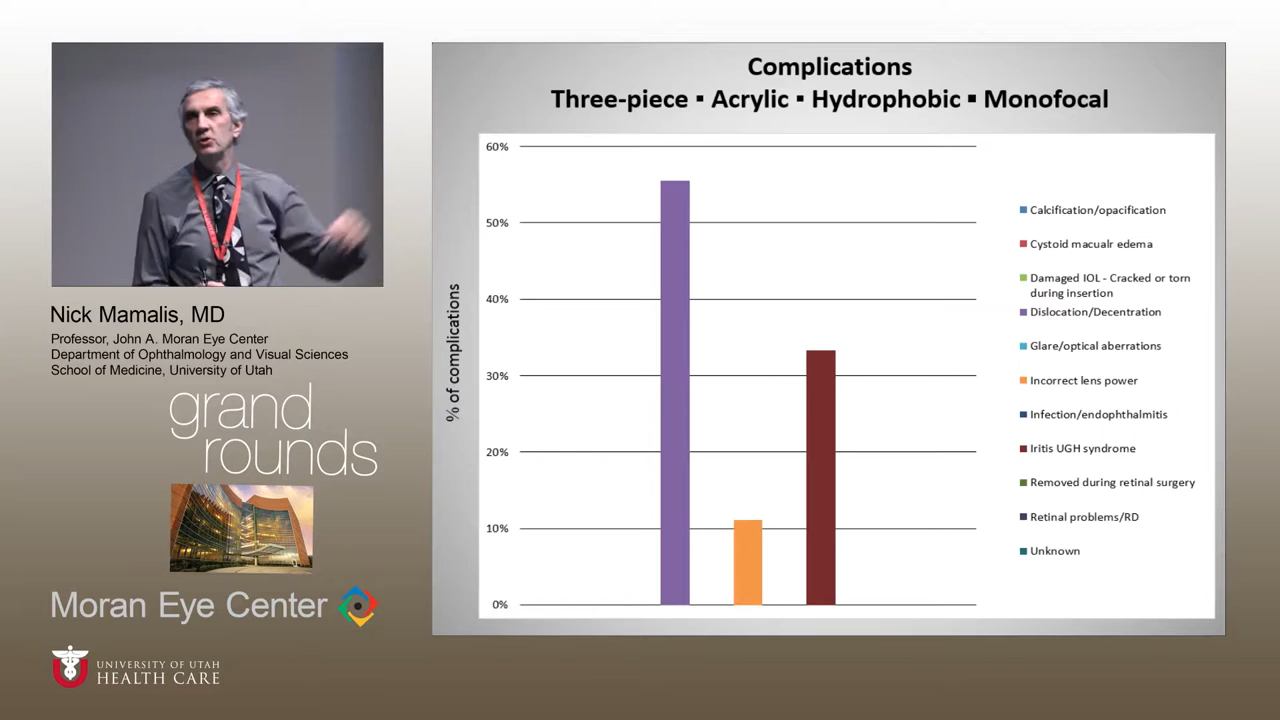 Complications
Three-piece ▪ Acrylic ▪ Hydrophobic ▪ Monofocal
60%
50%
40%
30%
20%
10%
0%
% of complications
Calcification/opacification
Cystoid macualr edema
Damaged IOL - Cracked or torn
during insertion
Dislocation/Decentration
Glare/optical aberrations
Incorrect lens power
Infection/endophthalmitis
Iritis UGH syndrome
Removed during retinal surgery
Retinal problems/RD
Unknown
Nick Mamalis, MD
Professor, John A. Moran Eye Center
Department of Ophthalmology and Visual Sciences
School of Medicine, University of Utah
grand
rounds
Moran Eye Center
UNIVERSITY OF UTAH
HEALTH CARE